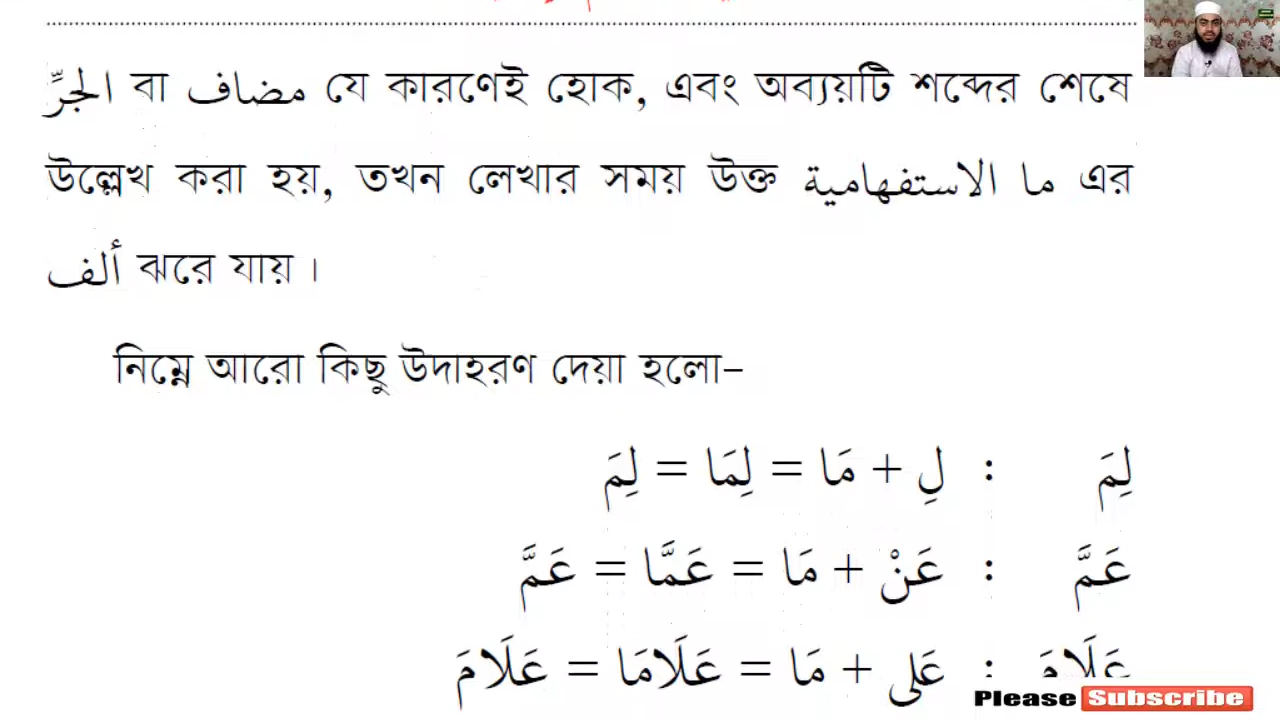 الجرِّ বা مضاف যে কারণেই হোক, এবং অব্যয়টি শব্দের শেষে
উল্লেখ করা হয়, তখন লেখার সময় উক্ত ما الاستفهامية এর
ألف ঝরে যায়।
নিম্নে আরো কিছু উদাহরণ দেয়া হলো-
لِمَ : لِ + مَا = لِمَا = لِمَ
عَمَّ : عَنْ + مَا = عَمَّا = عَمَّ
عَلَامَ : عَلى + مَا = عَلَامَا = عَلَامَ
Please Subscribe